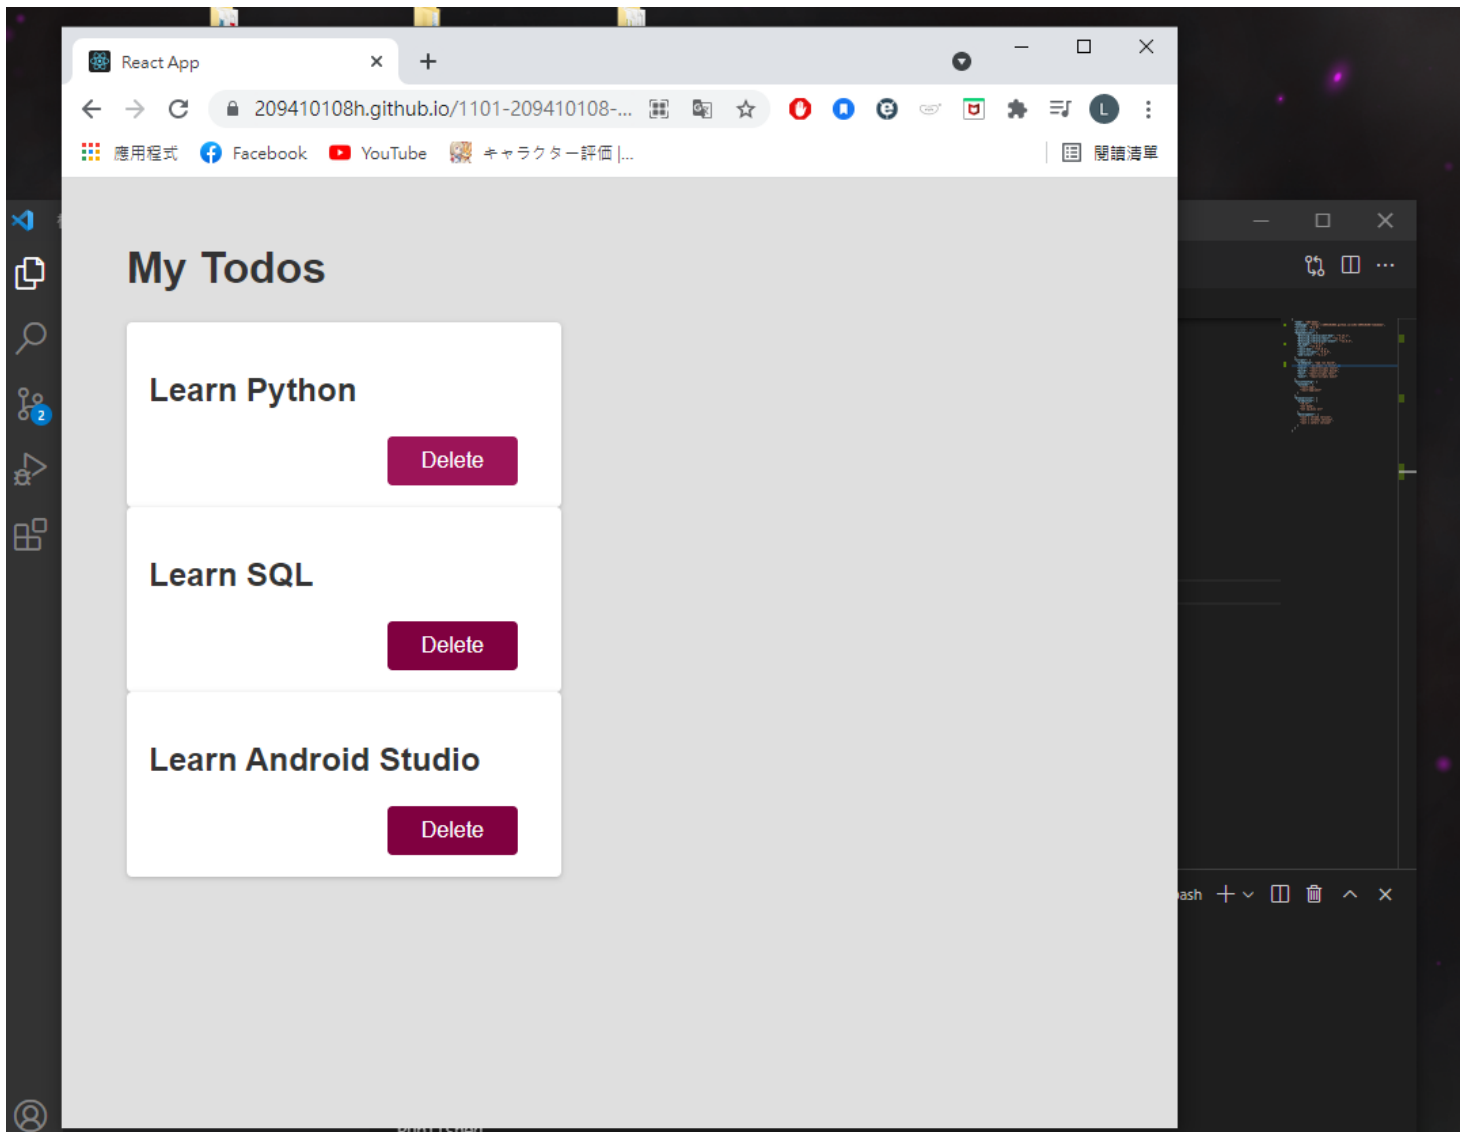 React App
209410108h.github.io/1101-209410108-...
L
應用程式 Facebook YouTube キャラクター評価 |...
閱讀清單
My Todos
Learn Python
Delete
Learn SQL
Delete
Learn Android Studio
Delete
2